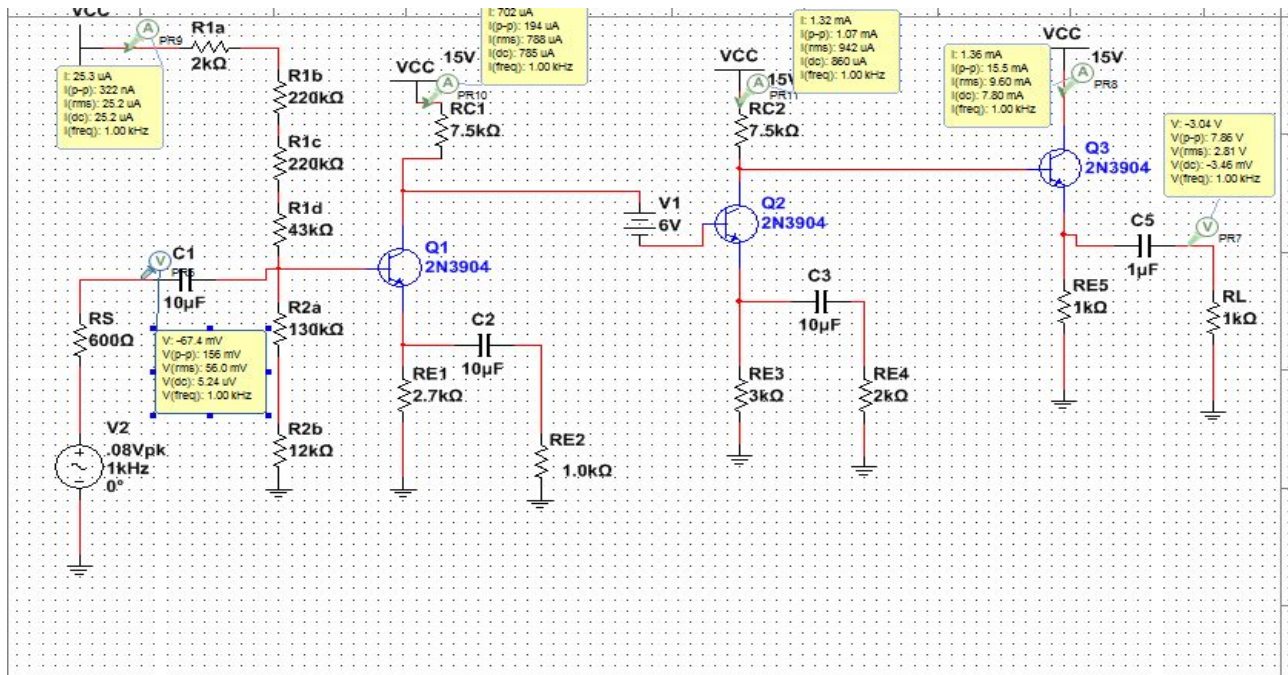 VCC
PR9
R1a
2kΩ
I: 25.3 uA
I(p-p): 322 nA
I(rms): 25.2 uA
I(dc): 25.2 uA
I(freq): 1.00 kHz
R1b
220kΩ
R1c
220kΩ
R1d
43kΩ
C1
PR6
10µF
RS
600Ω
V: -67.4 mV
V(p-p): 156 mV
V(rms): 56.0 mV
V(dc): 5.24 uV
V(freq): 1.00 kHz
R2a
130kΩ
R2b
12kΩ
V2
.08Vpk
1kHz
0°
I: 702 uA
I(p-p): 194 uA
I(rms): 788 uA
I(dc): 785 uA
I(freq): 1.00 kHz
VCC
15V
A
PR10
RC1
7.5kΩ
Q1
2N3904
C2
10µF
RE1
2.7kΩ
RE2
1.0kΩ
V1
6V
I: 1.32 mA
I(p-p): 1.07 mA
I(rms): 942 uA
I(dc): 860 uA
I(freq): 1.00 kHz
VCC
15V
A
PR11
RC2
7.5kΩ
Q2
2N3904
C3
10µF
RE3
3kΩ
RE4
2kΩ
I: 1.36 mA
I(p-p): 15.5 mA
I(rms): 9.60 mA
I(dc): 7.80 mA
I(freq): 1.00 kHz
VCC
15V
A
PR8
Q3
2N3904
V: -3.04 V
V(p-p): 7.86 V
V(rms): 2.81 V
V(dc): -3.46 mV
V(freq): 1.00 kHz
V
PR7
C5
1µF
RE5
1kΩ
RL
1kΩ